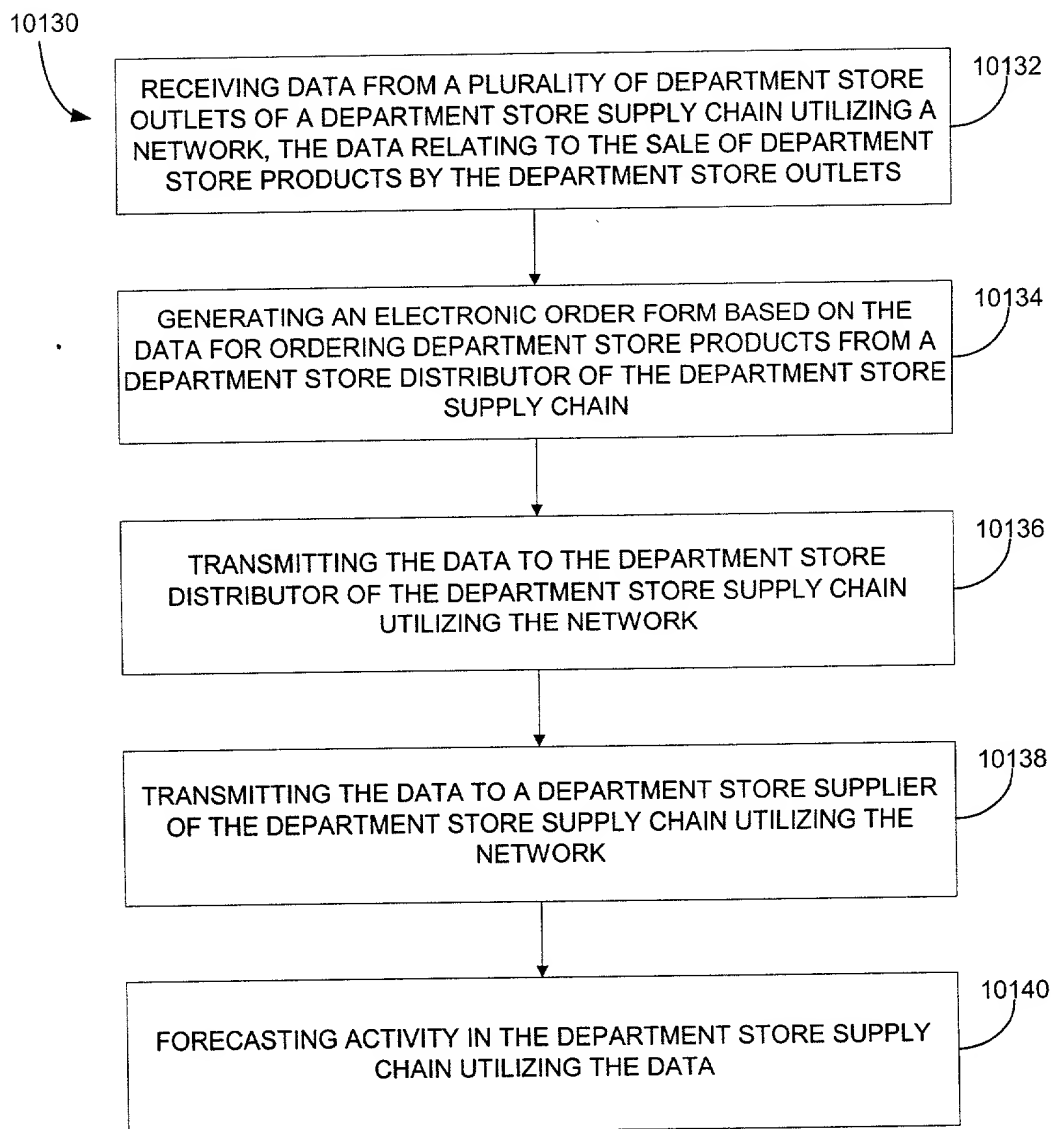 10130
RECEIVING DATA FROM A PLURALITY OF DEPARTMENT STORE
OUTLETS OF A DEPARTMENT STORE SUPPLY CHAIN UTILIZING A
NETWORK, THE DATA RELATING TO THE SALE OF DEPARTMENT
STORE PRODUCTS BY THE DEPARTMENT STORE OUTLETS
10132
GENERATING AN ELECTRONIC ORDER FORM BASED ON THE
DATA FOR ORDERING DEPARTMENT STORE PRODUCTS FROM A
DEPARTMENT STORE DISTRIBUTOR OF THE DEPARTMENT STORE
SUPPLY CHAIN
10134
TRANSMITTING THE DATA TO THE DEPARTMENT STORE
DISTRIBUTOR OF THE DEPARTMENT STORE SUPPLY CHAIN
UTILIZING THE NETWORK
10136
TRANSMITTING THE DATA TO A DEPARTMENT STORE SUPPLIER
OF THE DEPARTMENT STORE SUPPLY CHAIN UTILIZING THE
NETWORK
10138
FORECASTING ACTIVITY IN THE DEPARTMENT STORE SUPPLY
CHAIN UTILIZING THE DATA
10140